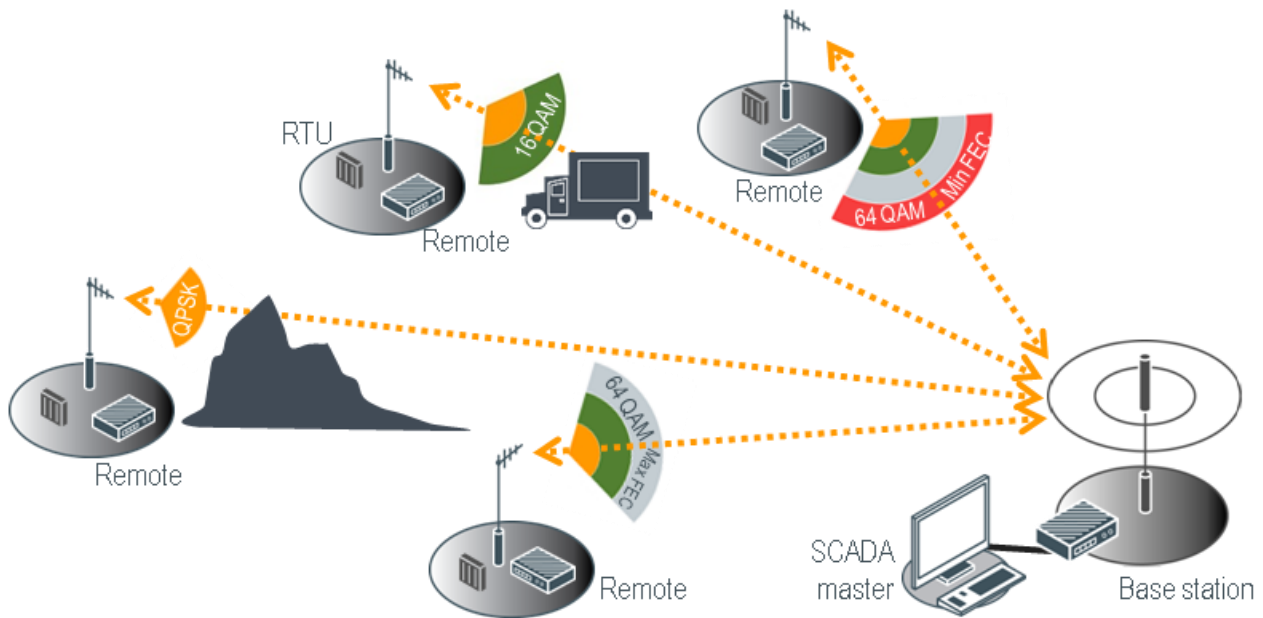 RTU
16 QAM
Remote
Remote
64 QAM
Min FEC
QPSK
Remote
64 QAM
Max FEC
Remote
SCADA
master
Base station